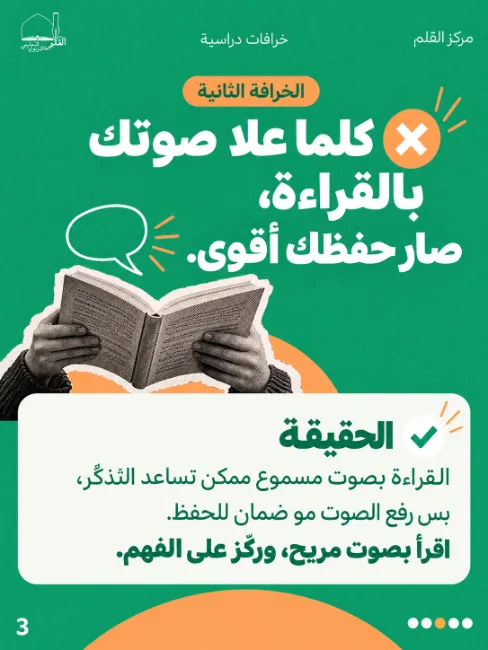 مركز القلم
خرافات دراسية
القلم
الخرافة الثانية
كلما علا صوتك
بالقراءة،
صار حفظك أقوى.
الحقيقة
القراءة بصوت مسموع ممكن تساعد التذكُّر،
بس رفع الصوت مو ضمان للحفظ.
اقرأ بصوت مريح، وركّز على الفهم.
3